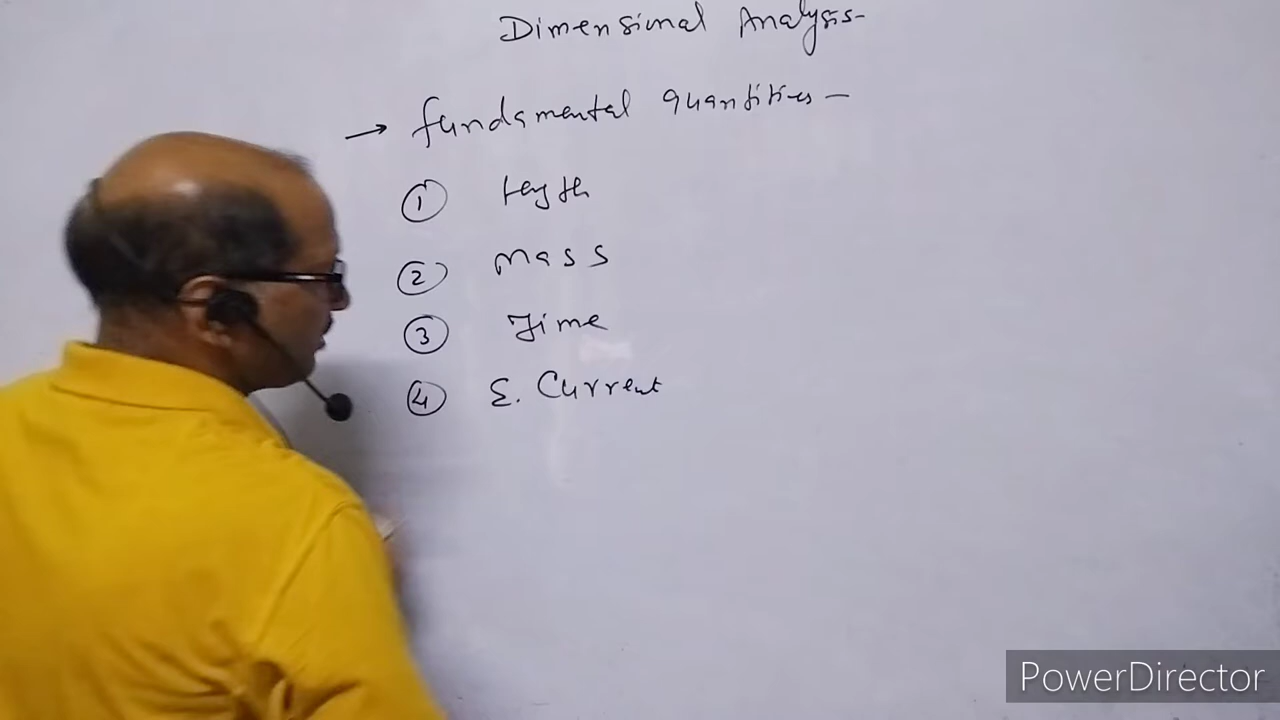 Dimensional Analysis-
→ fundamental quantities –
① Length
② Mass
③ Time
④ E. Current
PowerDirector